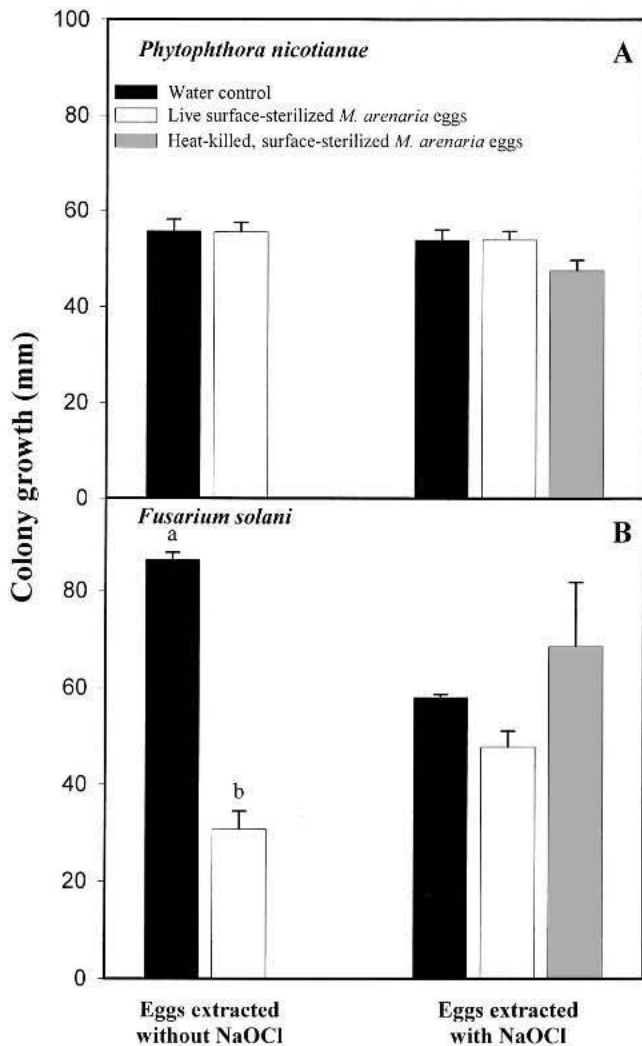 100
Phytophthora nicotianae
A
Water control
Live surface-sterilized M. arenaria eggs
Heat-killed, surface-sterilized M. arenaria eggs
80
60
40
20
0
Colony growth (mm)
Fusarium solani
B
a
80
60
40
b
20
0
Eggs extracted
without NaOCl
Eggs extracted
with NaOCl